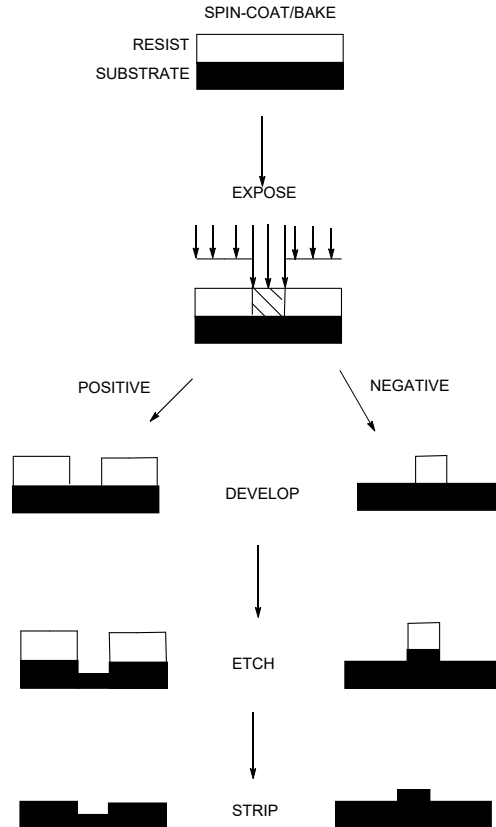 SPIN-COAT/BAKE
RESIST
SUBSTRATE
EXPOSE
POSITIVE
NEGATIVE
DEVELOP
ETCH
STRIP